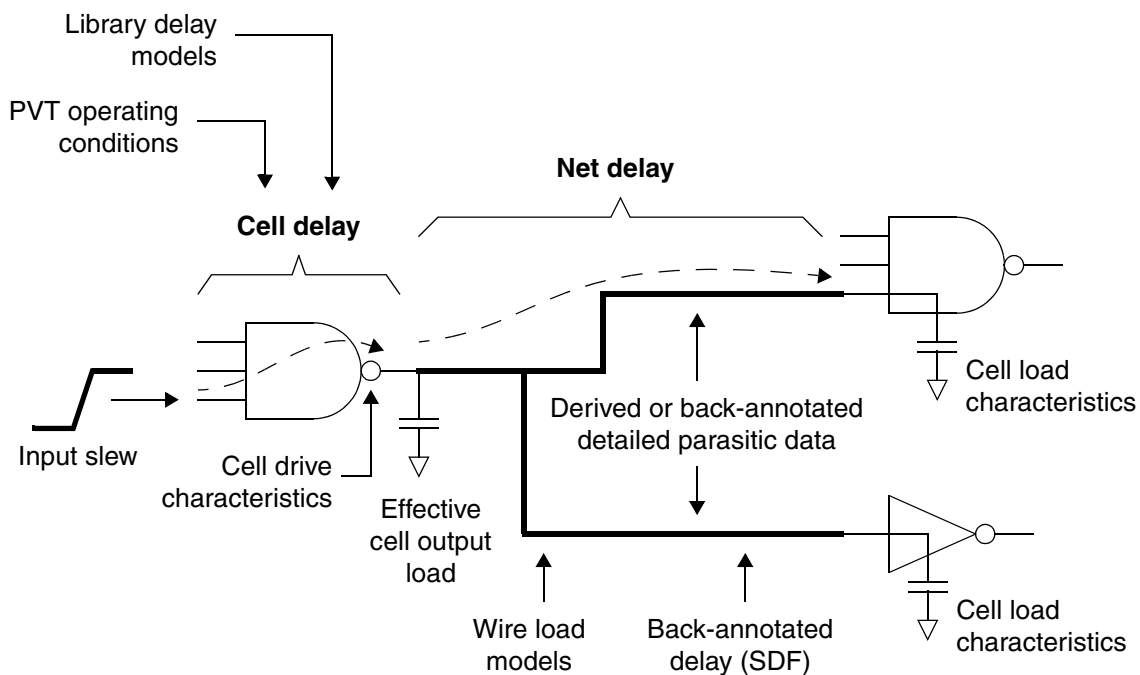 Library delay
models
PVT operating
conditions
Net delay
Cell delay
Input slew
Cell drive
characteristics
Effective
cell output
load
Derived or back-annotated
detailed parasitic data
Cell load
characteristics
Wire load
models
Back-annotated
delay (SDF)
Cell load
characteristics